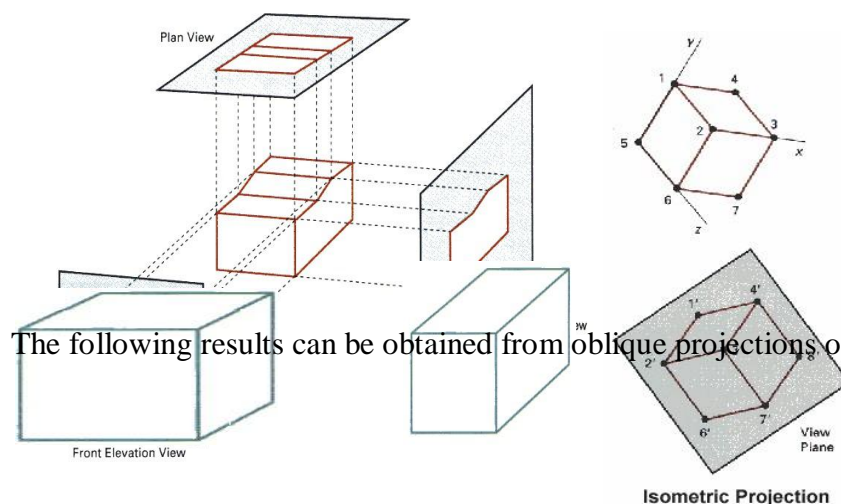 Plan View
y
1
4
2
3
5
x
6
7
z
ew
1'
4'
The following results can be obtained from oblique projections o
2'
6'
7'
View
Plane
Front Elevation View
Isometric Projection